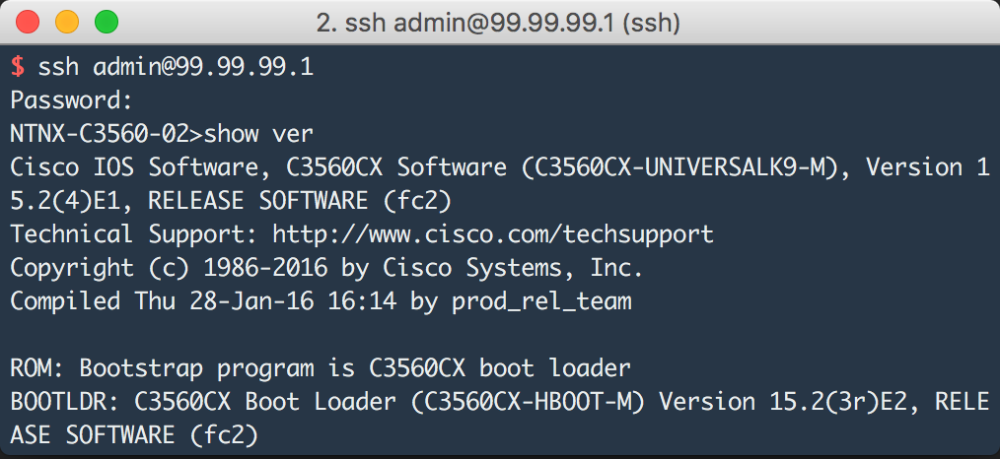 2. ssh admin@99.99.99.1 (ssh)
$ ssh admin@99.99.99.1
Password:
NTNX-C3560-02>show ver
Cisco IOS Software, C3560CX Software (C3560CX-UNIVERSALK9-M), Version 1
5.2(4)E1, RELEASE SOFTWARE (fc2)
Technical Support: http://www.cisco.com/techsupport
Copyright (c) 1986-2016 by Cisco Systems, Inc.
Compiled Thu 28-Jan-16 16:14 by prod_rel_team
ROM: Bootstrap program is C3560CX boot loader
BOOTLDR: C3560CX Boot Loader (C3560CX-HBOOT-M) Version 15.2(3r)E2, RELE
ASE SOFTWARE (fc2)